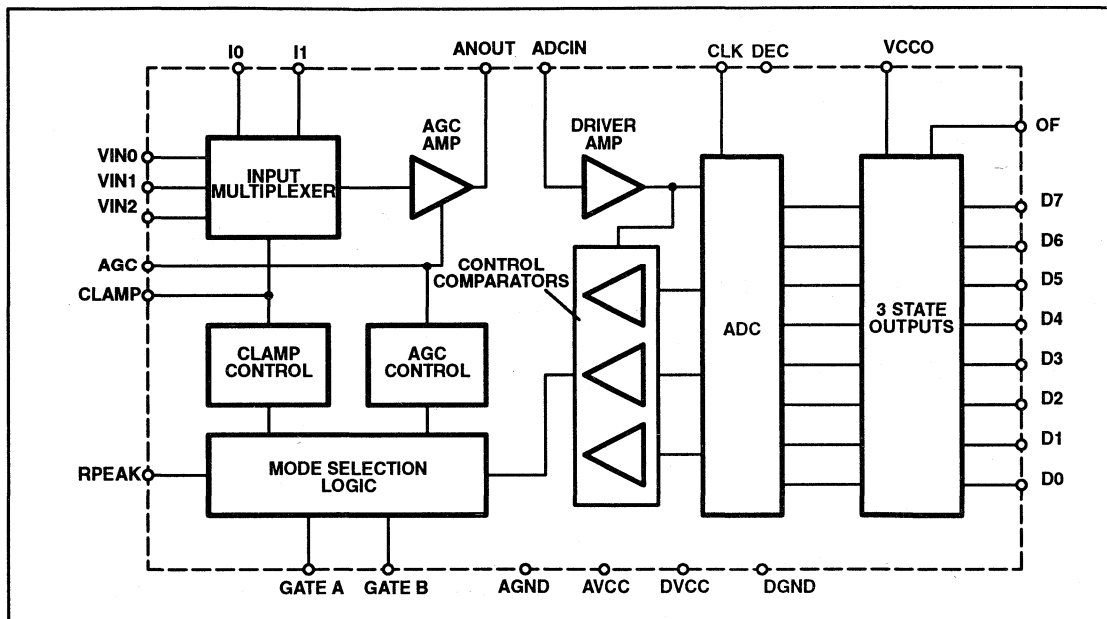 I0 I1 ANOUT ADCIN CLK DEC VCCO
AGC
AMP
DRIVER
AMP
OF
VIN0
VIN1
VIN2
INPUT
MULTIPLEXER
D7
D6
AGC
CLAMP
CONTROL
COMPARATORS
D5
ADC
3 STATE
OUTPUTS
D4
CLAMP
CONTROL
AGC
CONTROL
D3
D2
D1
RPEAK
MODE SELECTION
LOGIC
D0
GATE A GATE B AGND AVCC DVCC DGND